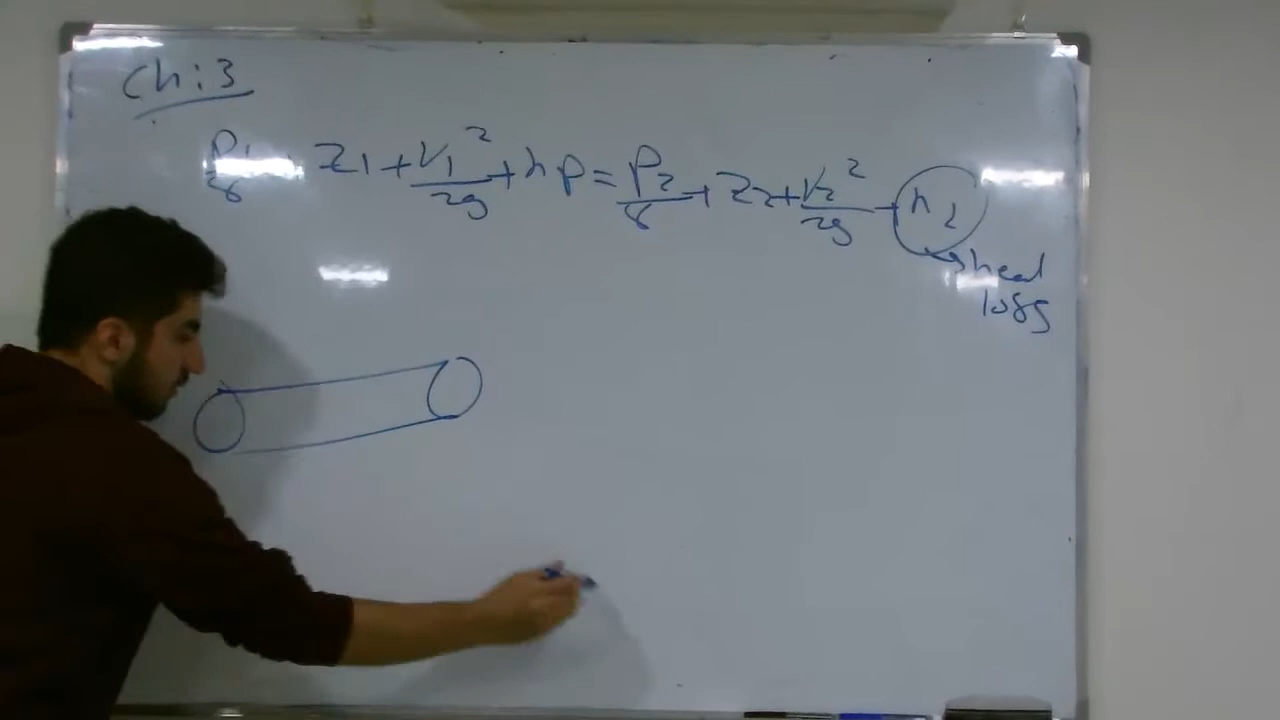 Ch:3
P1/γ + Z1 + V1²/2g + hp = P2/γ + Z2 + V2²/2g + hL
head
loss